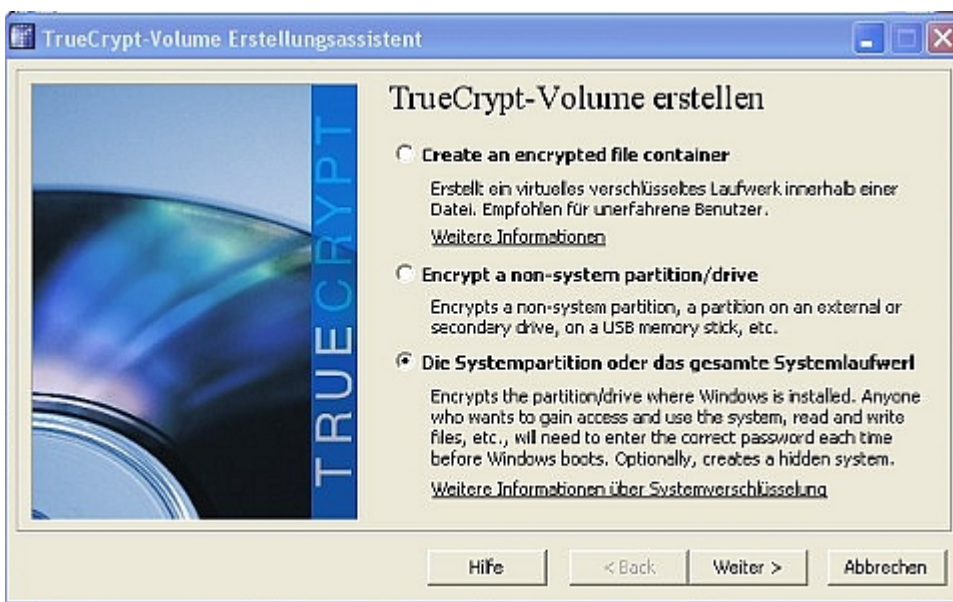 TrueCrypt-Volume Erstellungsassistent
TRUECRYPT
TrueCrypt-Volume erstellen
Create an encrypted file container
Erstellt ein virtuelles verschlüsseltes Laufwerk innerhalb einer
Datei. Empfohlen für unerfahrene Benutzer.
Weitere Informationen
Encrypt a non-system partition/drive
Encrypts a non-system partition, a partition on an external or
secondary drive, on a USB memory stick, etc.
Die Systempartition oder das gesamte Systemlaufwerl
Encrypts the partition/drive where Windows is installed. Anyone
who wants to gain access and use the system, read and write
files, etc., will need to enter the correct password each time
before Windows boots. Optionally, creates a hidden system.
Weitere Informationen über Systemverschlüsselung
Hilfe
< Back
Weiter >
Abbrechen